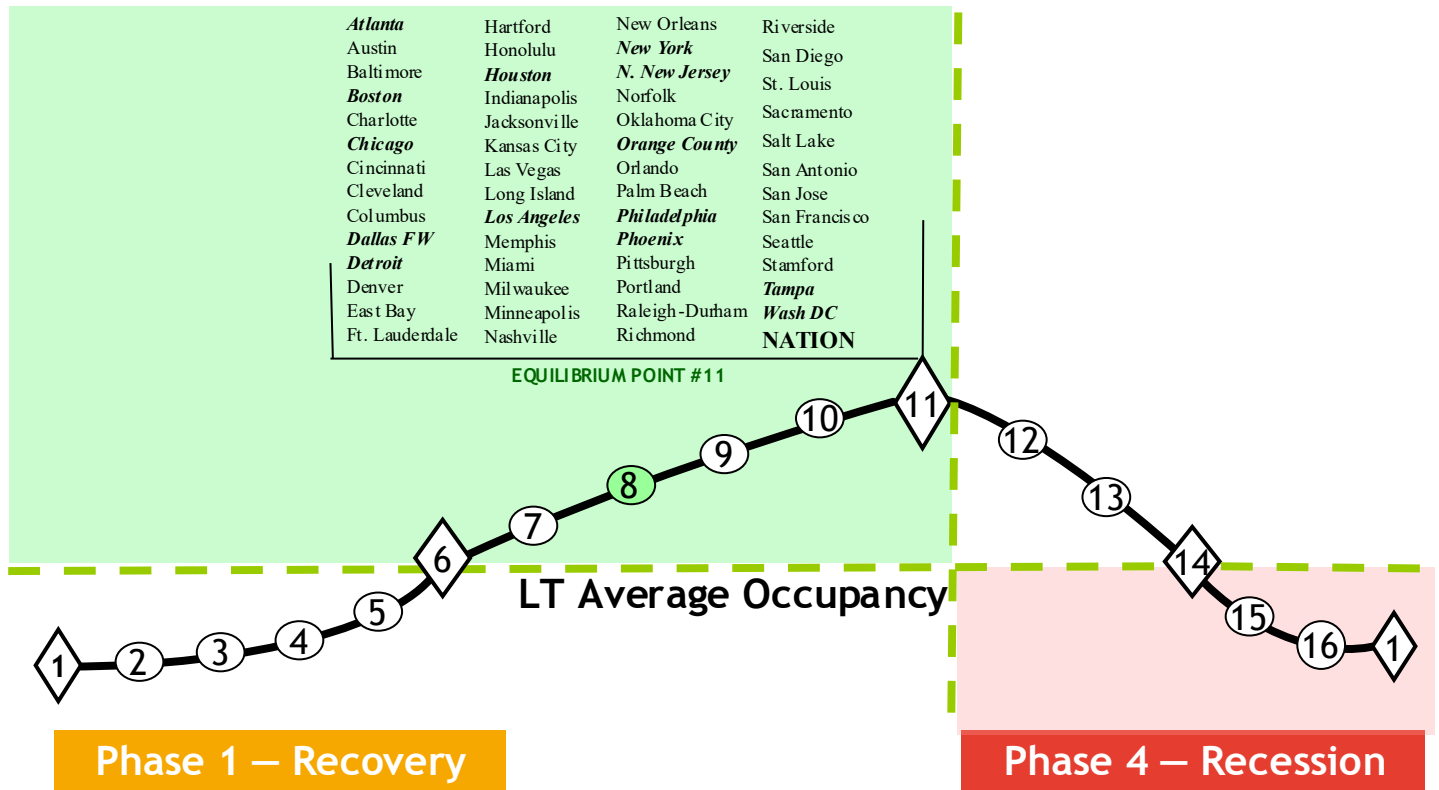 Atlanta
Austin
Baltimore
Boston
Charlotte
Chicago
Cincinnati
Cleveland
Columbus
Dallas FW
Detroit
Denver
East Bay
Ft. Lauderdale
Hartford
Honolulu
Houston
Indianapolis
Jacksonville
Kansas City
Las Vegas
Long Island
Los Angeles
Memphis
Miami
Milwaukee
Minneapolis
Nashville
New Orleans
New York
N. New Jersey
Norfolk
Oklahoma City
Orange County
Orlando
Palm Beach
Philadelphia
Phoenix
Pittsburgh
Portland
Raleigh-Durham
Richmond
Riverside
San Diego
St. Louis
Sacramento
Salt Lake
San Antonio
San Jose
San Francisco
Seattle
Stamford
Tampa
Wash DC
NATION
EQUILIBRIUM POINT #11
1
2
3
4
5
6
7
8
9
10
11
12
13
14
15
16
1
LT Average Occupancy
Phase 1 — Recovery
Phase 4 — Recession